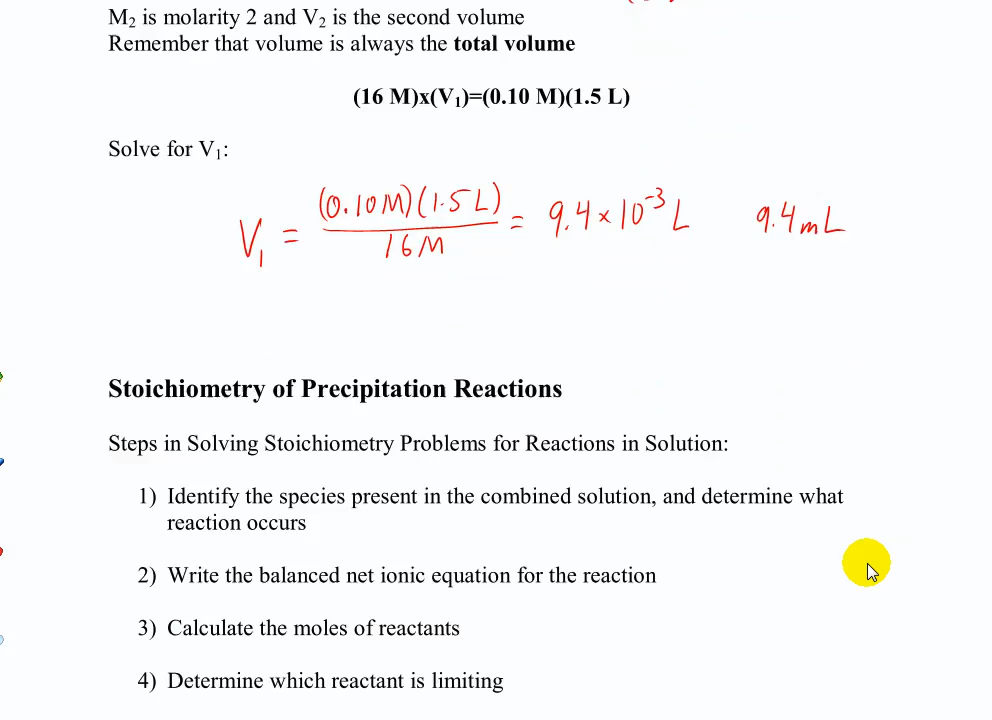 M₂ is molarity 2 and V₂ is the second volume
Remember that volume is always the total volume
(16 M)x(V₁)=(0.10 M)(1.5 L)
Solve for V₁:
V₁ = (0.10M)(1.5L) / 16M = 9.4 x 10⁻³ L 9.4 mL
Stoichiometry of Precipitation Reactions
Steps in Solving Stoichiometry Problems for Reactions in Solution:
1) Identify the species present in the combined solution, and determine what
reaction occurs
2) Write the balanced net ionic equation for the reaction
3) Calculate the moles of reactants
4) Determine which reactant is limiting